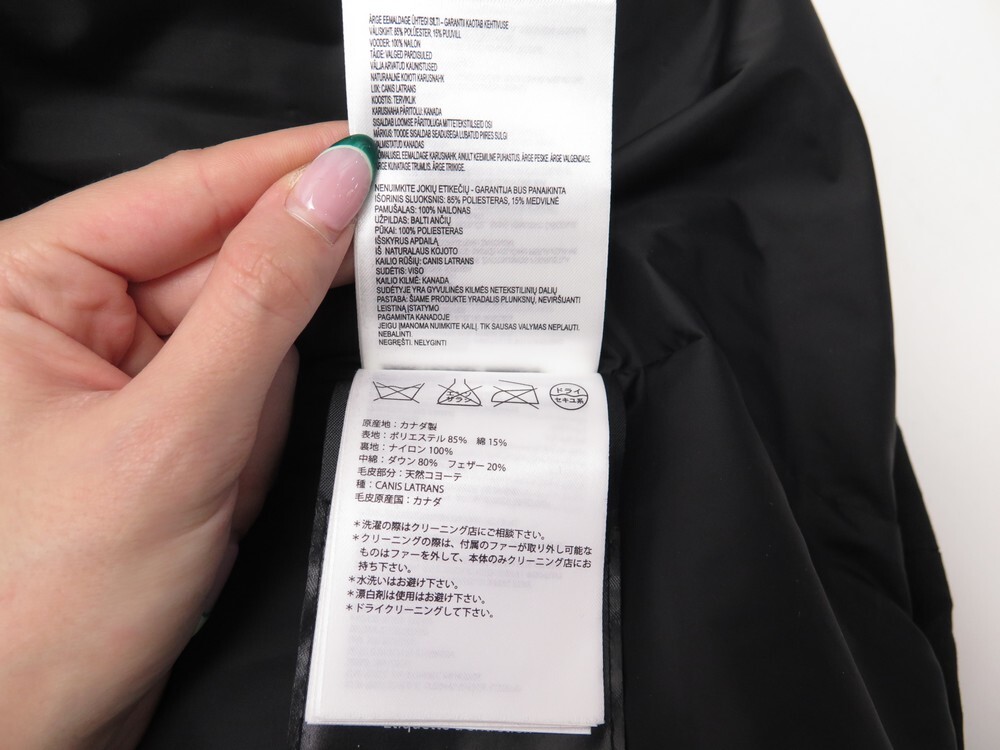 ÄRGE EEMALDAGE ÜHTEGI SILTI - GARANTII KAOTAB KEHTIVUSE
VÄLISKIHT: 85% POLÜESTER, 15% PUUVILL
VOODER: 100% NAILON
TÄIDE: VALGED PARDISULED
VÄLJA ARVATUD KAUNISTUSED
NATURAALNE KOIOTI KARUSNAHK
LIIK: CANIS LATRANS
KOOSTIS: TERVIKLIK
KARUSNAHA PÄRITOLU: KANADA
SISALDAB LOOMSE PÄRITOLUGA MITTETEKSTIILSEID OSI
MÄRKUS: TOODE SISALDAB SEADUSEGA LUBATUD PIIRES SULGI
VALMISTATUD KANADAS
EEMALDAGE KARUSNAHK, AINULT KEEMILINE PUHASTUS. ÄRGE PESKE. ÄRGE VALGENDAGE.
ÄRGE KUIVATAGE TRUMLIS. ÄRGE TRIIKIGE.
NENUIMKITE JOKIŲ ETIKEČIŲ - GARANTIJA BUS PANAIKINTA
IŠORINIS SLUOKSNIS: 85% POLIESTERAS, 15% MEDVILNĖ
PAMUŠALAS: 100% NAILONAS
UŽPILDAS: BALTI ANČIŲ
PŪKAI: 100% POLIESTERAS
IŠSKYRUS APDAILĄ
IŠ NATURALAUS KOJOTO
KAILIO RŪŠIŲ: CANIS LATRANS
SUDĖTIS: VISO
KAILIO KILMĖ: KANADA
SUDĖTYJE YRA GYVULINĖS KILMĖS NETEKSTILINIŲ DALIŲ
PASTABA: ŠIAME PRODUKTE YRADALIS PLUNKSNŲ, NEVIRŠIJANTI
LEISTINĄ ĮSTATYMO
PAGAMINTA KANADOJE
JEIGU ĮMANOMA NUIMKITE KAILĮ, TIK SAUSAS VALYMAS NEPLAUTI.
NEBALINTI.
NEGRĘŠTI. NELYGINTI
エンソ サラシ
ドライ
セキユ系
原産地：カナダ製
表地：ポリエステル 85%　綿 15%
裏地：ナイロン 100%
中綿：ダウン 80%　フェザー 20%
毛皮部分：天然コヨーテ
種：CANIS LATRANS
毛皮原産国：カナダ
＊洗濯の際はクリーニング店にご相談下さい。
＊クリーニングの際は、付属のファーが取り外し可能な
ものはファーを外して、本体のみクリーニング店にお
持ち下さい。
＊水洗いはお避け下さい。
＊漂白剤は使用はお避け下さい。
＊ドライクリーニングして下さい。